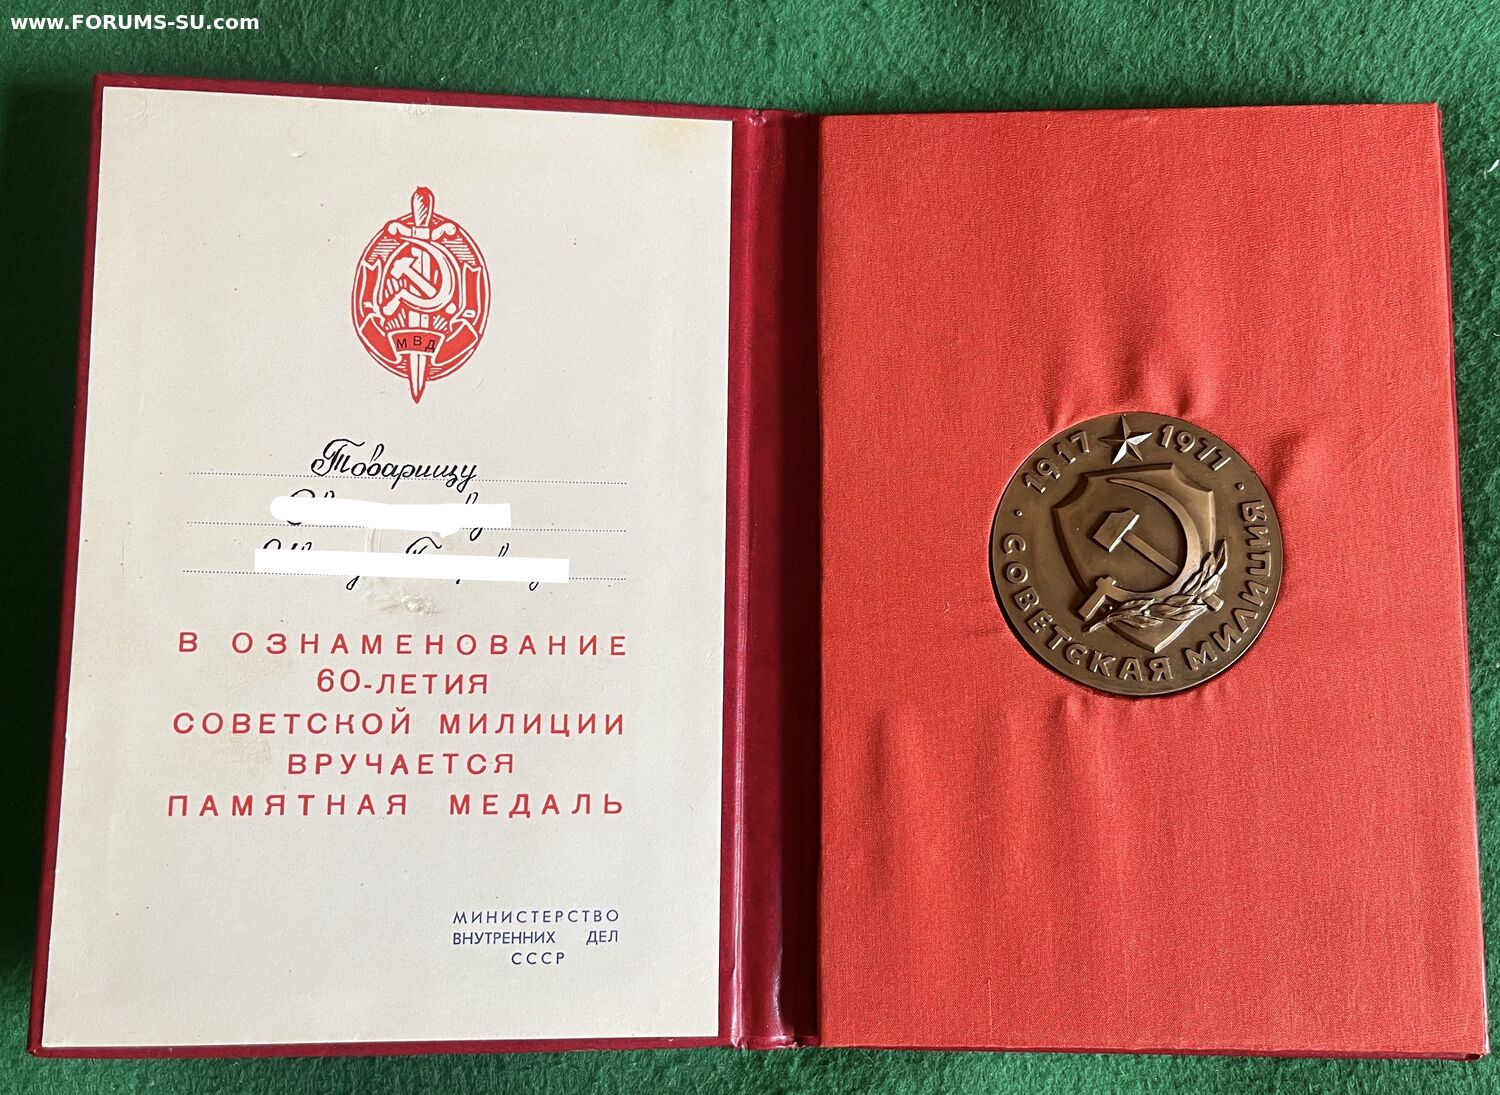 www.FORUMS-SU.com
МВД
Товарищу
В ОЗНАМЕНОВАНИЕ
60-ЛЕТИЯ
СОВЕТСКОЙ МИЛИЦИИ
ВРУЧАЕТСЯ
ПАМЯТНАЯ МЕДАЛЬ
МИНИСТЕРСТВО
ВНУТРЕННИХ ДЕЛ
СССР
1917 1977
СОВЕТСКАЯ МИЛИЦИЯ